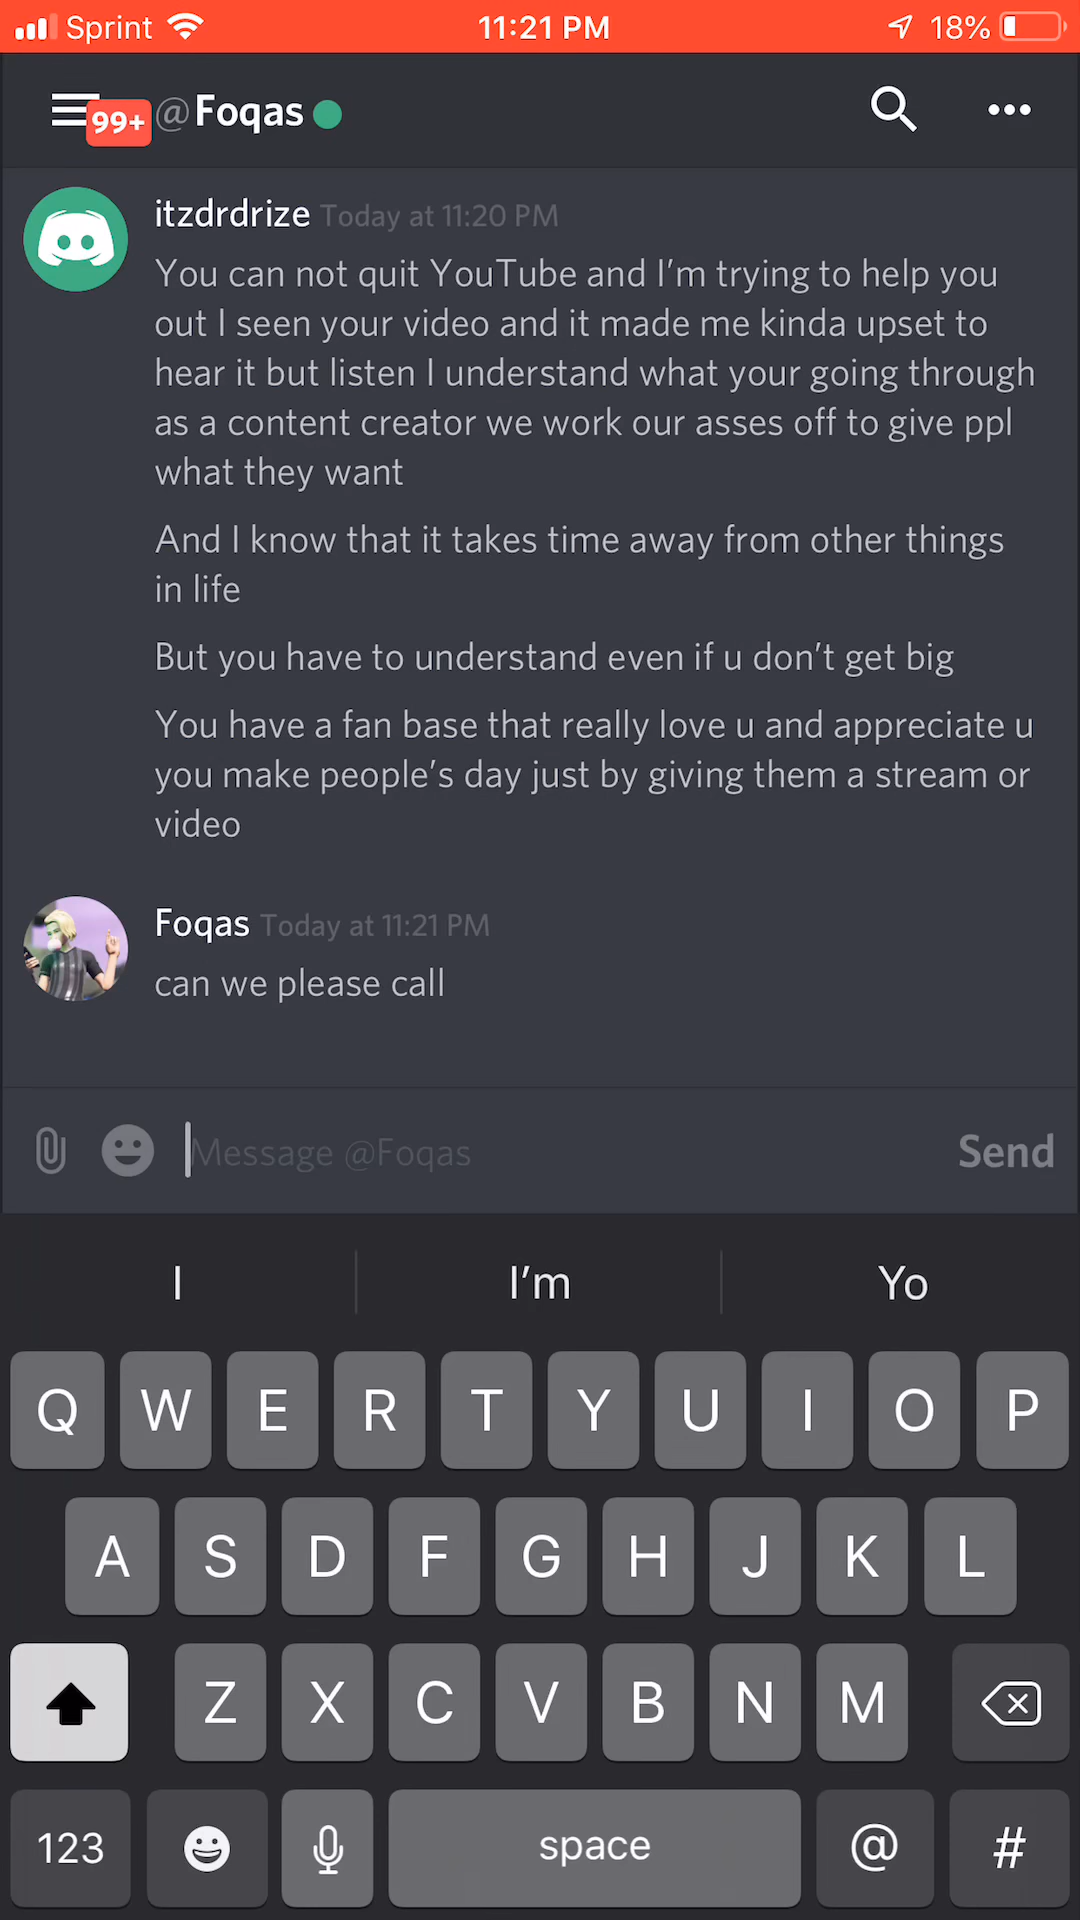 Sprint 11:21 PM 18%
99+ @Foqas
itzdrdrize Today at 11:20 PM
You can not quit YouTube and I’m trying to help you
out I seen your video and it made me kinda upset to
hear it but listen I understand what your going through
as a content creator we work our asses off to give ppl
what they want
And I know that it takes time away from other things
in life
But you have to understand even if u don’t get big
You have a fan base that really love u and appreciate u
you make people’s day just by giving them a stream or
video
Foqas Today at 11:21 PM
can we please call
Message @Foqas Send
I I’m Yo
Q W E R T Y U I O P
A S D F G H J K L
Z X C V B N M
123 space @ #